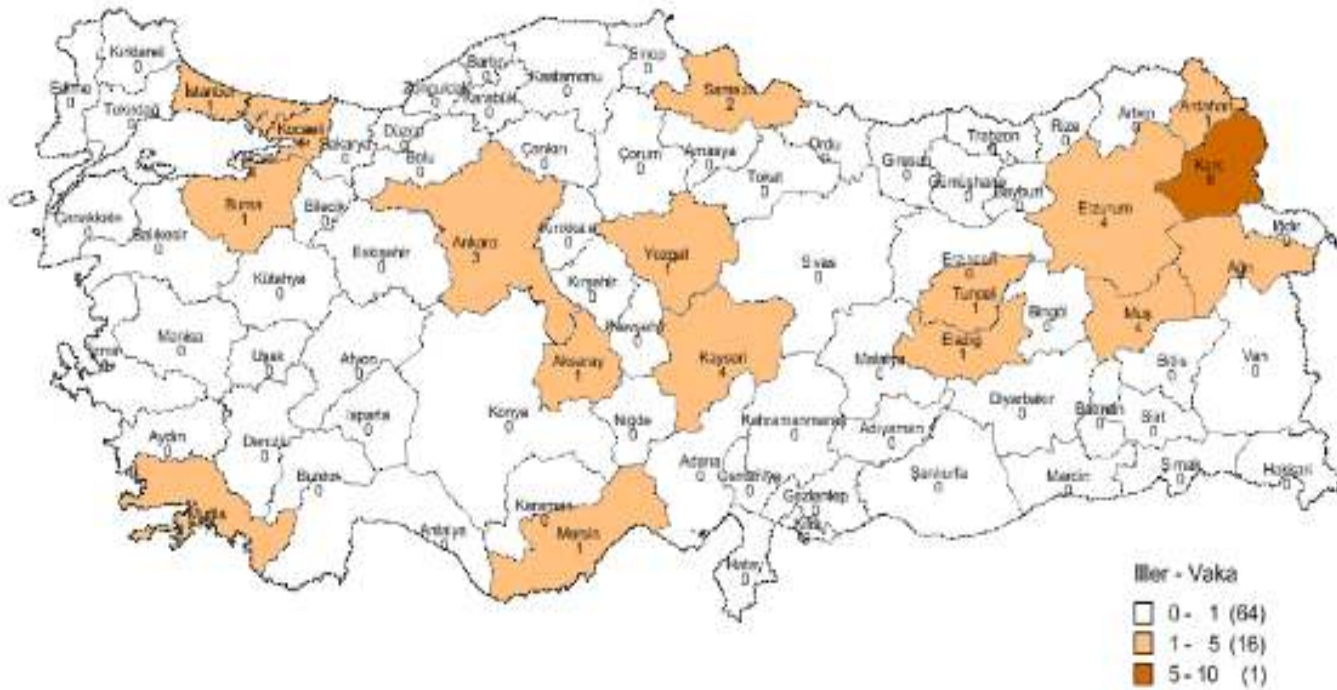 Kırklareli
0
Edirne
0
Tekirdağ
0
İstanbul
1
Kocaeli
Sakarya
0
Düzce
0
Bolu
0
Zonguldak
0
Bartın
0
Karabük
0
Kastamonu
0
Sinop
0
Samsun
2
Çankırı
0
Çorum
0
Amasya
0
Tokat
0
Ordu
Giresun
0
Trabzon
0
Gümüşhane
0
Bayburt
0
Rize
0
Artvin
0
Ardahan
1
Kars
Erzurum
4
Iğdır
Ağrı
Çanakkale
0
Balıkesir
0
Bursa
1
Bilecik
0
Eskişehir
0
Kütahya
0
Ankara
3
Kırıkkale
0
Kırşehir
0
Yozgat
Sivas
0
Erzincan
0
Tunceli
1
Bingöl
Muş
4
Elazığ
1
Malatya
Bitlis
0
Van
0
Manisa
0
İzmir
Uşak
0
Afyon
0
Aksaray
1
Nevşehir
0
Kayseri
4
Aydın
0
Denizli
0
Isparta
0
Burdur
0
Konya
0
Niğde
0
Kahramanmaraş
0
Adıyaman
0
Diyarbakır
0
Batman
0
Siirt
0
Muğla
Antalya
0
Karaman
0
Mersin
1
Adana
0
Osmaniye
0
Gaziantep
0
Kilis
Hatay
0
Şanlıurfa
0
Mardin
0
Şırnak
0
Hakkari
0
İller - Vaka
0 - 1 (64)
1 - 5 (16)
5 - 10 (1)